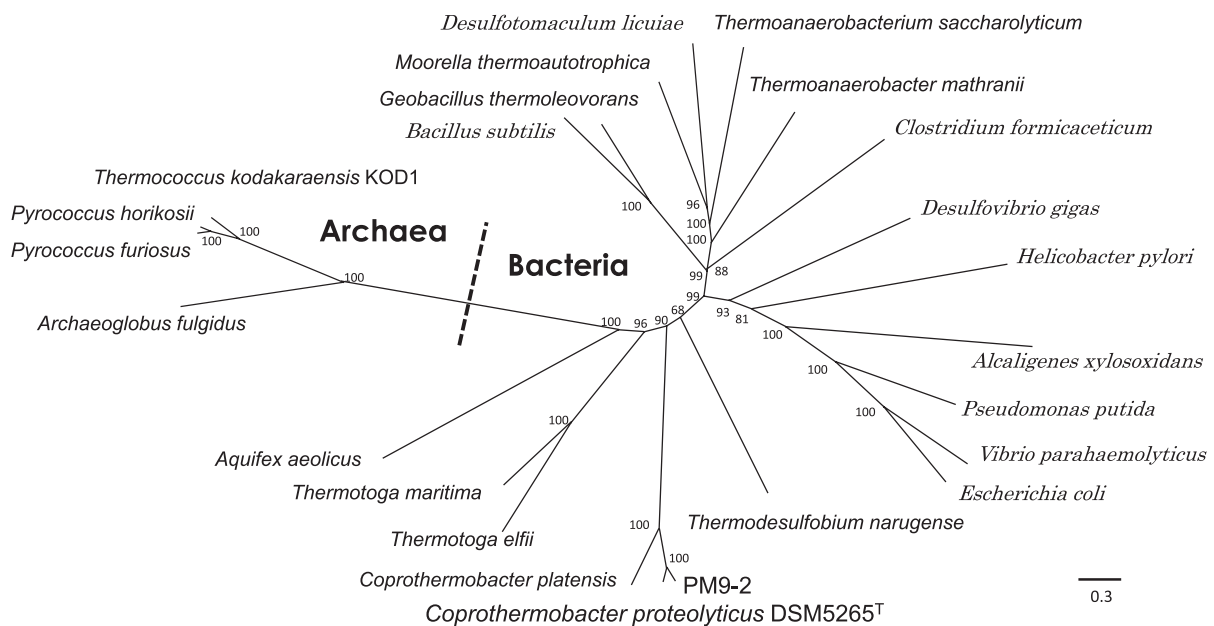 Desulfotomaculum licuiae
Thermoanaerobacterium saccharolyticum
Moorella thermoautotrophica
Thermoanaerobacter mathranii
Geobacillus thermoleovorans
Bacillus subtilis
Clostridium formicaceticum
Thermococcus kodakaraensis KOD1
Pyrococcus horikosii
Pyrococcus furiosus
Archaeoglobus fulgidus
Archaea
Bacteria
Desulfovibrio gigas
Helicobacter pylori
Alcaligenes xylosoxidans
Pseudomonas putida
Vibrio parahaemolyticus
Escherichia coli
Aquifex aeolicus
Thermotoga maritima
Thermotoga elfii
Thermodesulfobium narugense
Coprothermobacter platensis
PM9-2
Coprothermobacter proteolyticus DSM5265ᵀ
100
100
100
100
96
100
100
99
88
99
93
81
100
100
100
68
90
96
100
100
100
100
0.3